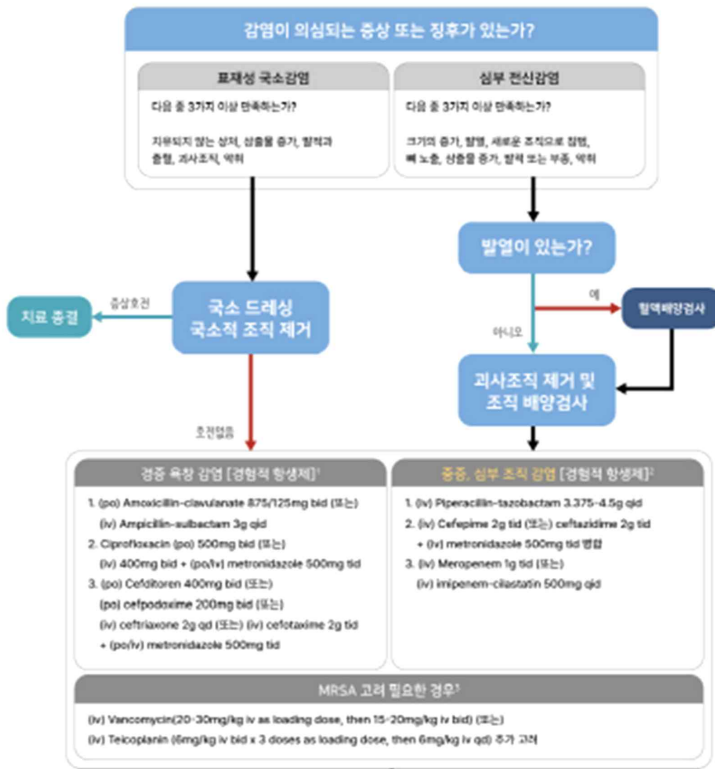 감염이 의심되는 증상 또는 징후가 있는가?
표재성 국소감염
다음 중 3가지 이상 만족하는가?
치유되지 않는 상처, 삼출물 증가, 발적과
출혈, 괴사조직, 악취
심부 전신감염
다음 중 3가지 이상 만족하는가?
크기의 증가, 발열, 새로운 조직으로 침범,
뼈 노출, 삼출물 증가, 발적 또는 부종, 악취
발열이 있는가?
예
혈액배양검사
아니오
국소 드레싱
국소적 조직 제거
증상호전
치료 종결
괴사조직 제거 및
조직 배양검사
호전없음
경증 욕창 감염 [경험적 항생제]¹
1. (po) Amoxicillin-clavulanate 875/125mg bid (또는)
(iv) Ampicillin-sulbactam 3g qid
2. Ciprofloxacin (po) 500mg bid (또는)
(iv) 400mg bid + (po/iv) metronidazole 500mg tid
3. (po) Cefditoren 400mg bid (또는)
(po) cefpodoxime 200mg bid (또는)
(iv) ceftriaxone 2g qd (또는) (iv) cefotaxime 2g tid
+ (po/iv) metronidazole 500mg tid
중증, 심부 조직 감염 [경험적 항생제]²
1. (iv) Piperacillin-tazobactam 3.375-4.5g qid
2. (iv) Cefepime 2g tid (또는) ceftazidime 2g tid
+ (iv) metronidazole 500mg tid 병합
3. (iv) Meropenem 1g tid (또는)
(iv) imipenem-cilastatin 500mg qid
MRSA 고려 필요한 경우³
(iv) Vancomycin(20-30mg/kg iv as loading dose, then 15-20mg/kg iv bid) (또는)
(iv) Teicoplanin (6mg/kg iv bid x 3 doses as loading dose, then 6mg/kg iv qd) 추가 고려